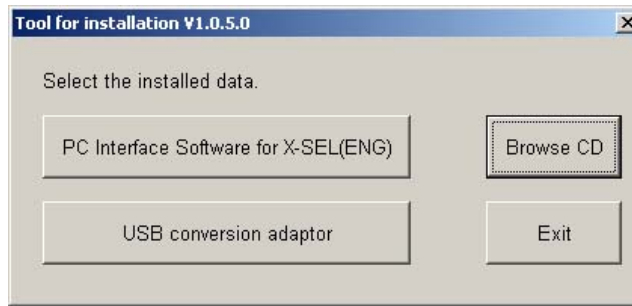 Tool for installation V1.0.5.0
Select the installed data.
PC Interface Software for X-SEL(ENG)
Browse CD
USB conversion adaptor
Exit